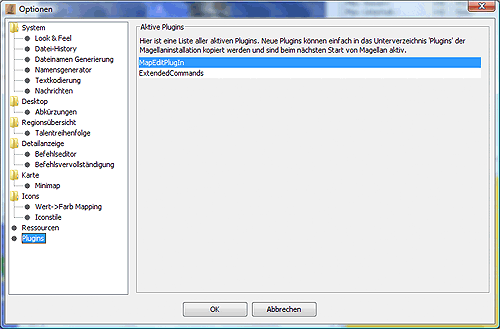 Optionen
System
Look & Feel
Datei-History
Dateinamen Generierung
Namensgenerator
Textkodierung
Nachrichten
Desktop
Abkürzungen
Regionsübersicht
Talentreihenfolge
Detailanzeige
Befehlseditor
Befehlsvervollständigung
Karte
Minimap
Icons
Wert->Farb Mapping
Iconstile
Ressourcen
Plugins
Aktive Plugins
Hier ist eine Liste aller aktiven Plugins. Neue Plugins können einfach in das Unterverzeichnis 'Plugins' der
Magellaninstallation kopiert werden und sind beim nächsten Start von Magellan aktiv.
MapEditPlugIn
ExtendedCommands
OK
Abbrechen